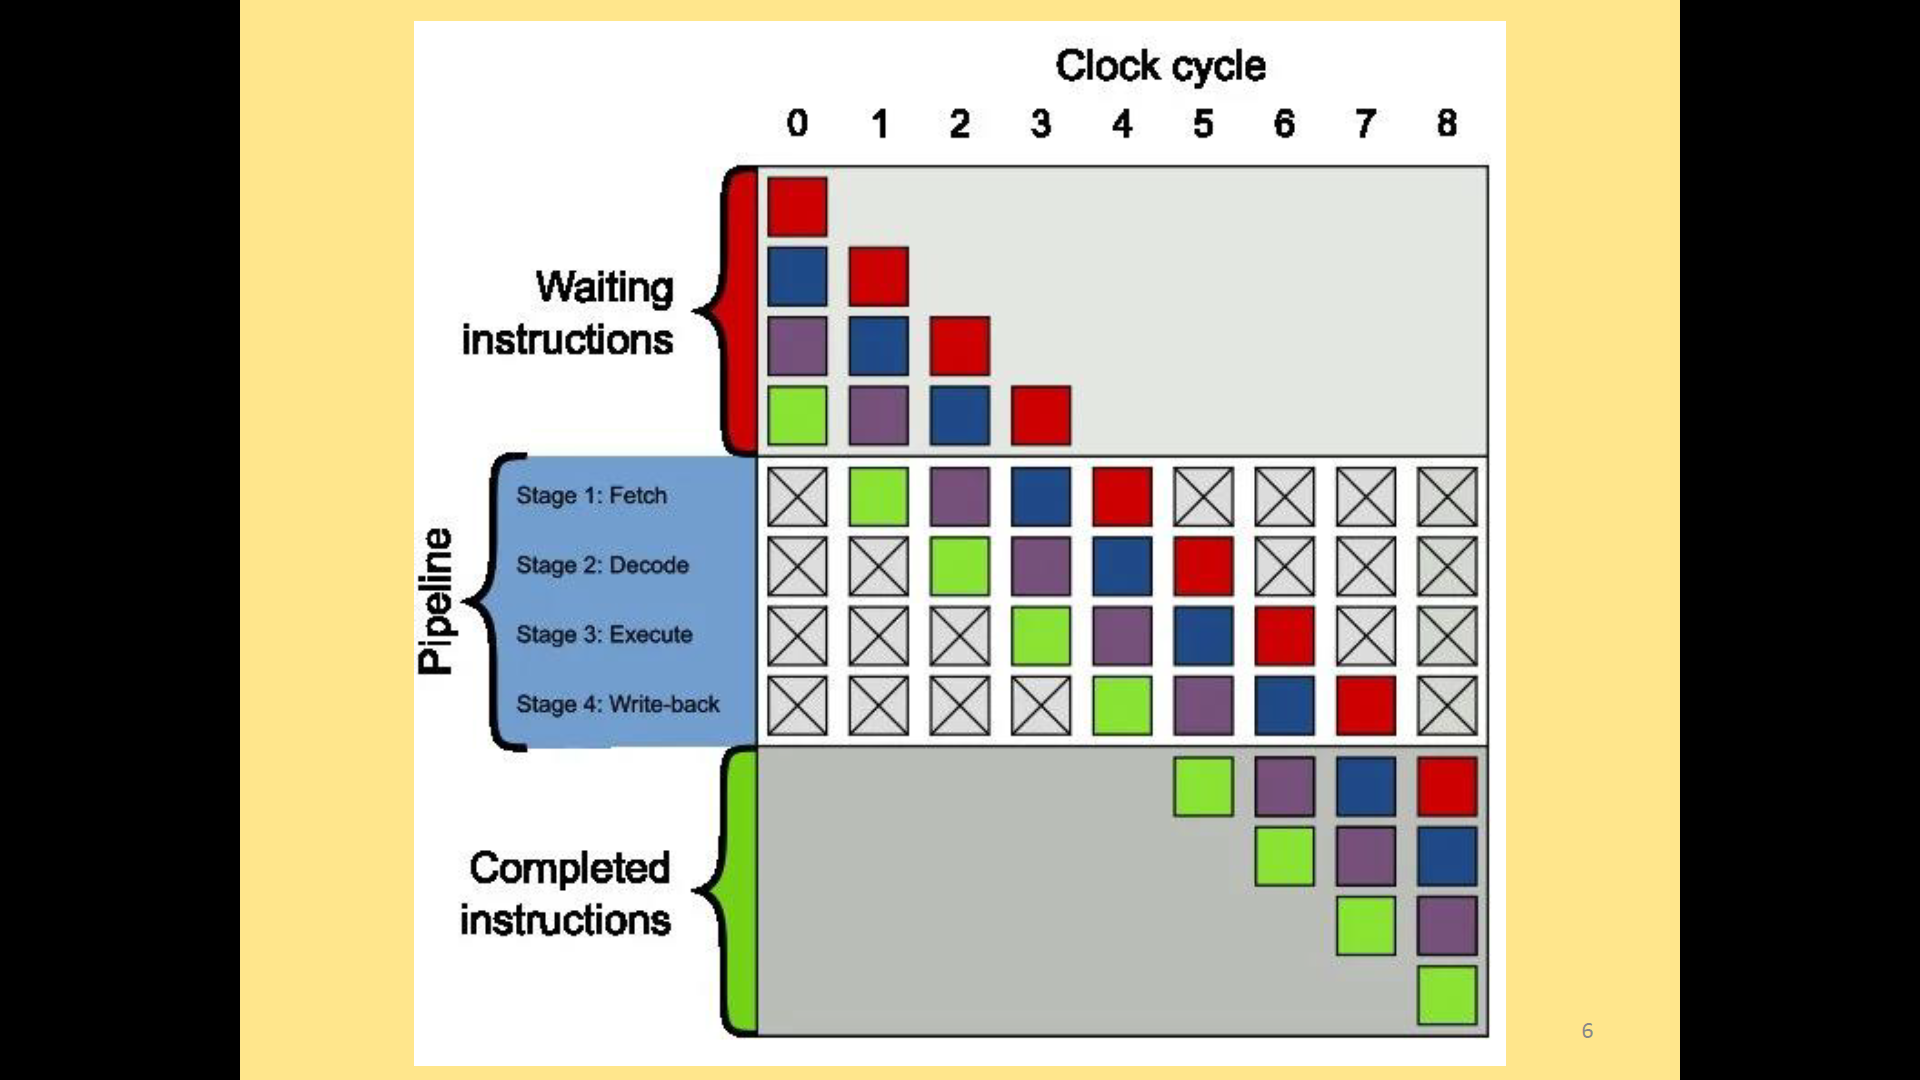 Clock cycle
0 1 2 3 4 5 6 7 8
Waiting
instructions
Pipeline
Stage 1: Fetch
Stage 2: Decode
Stage 3: Execute
Stage 4: Write-back
Completed
instructions
6